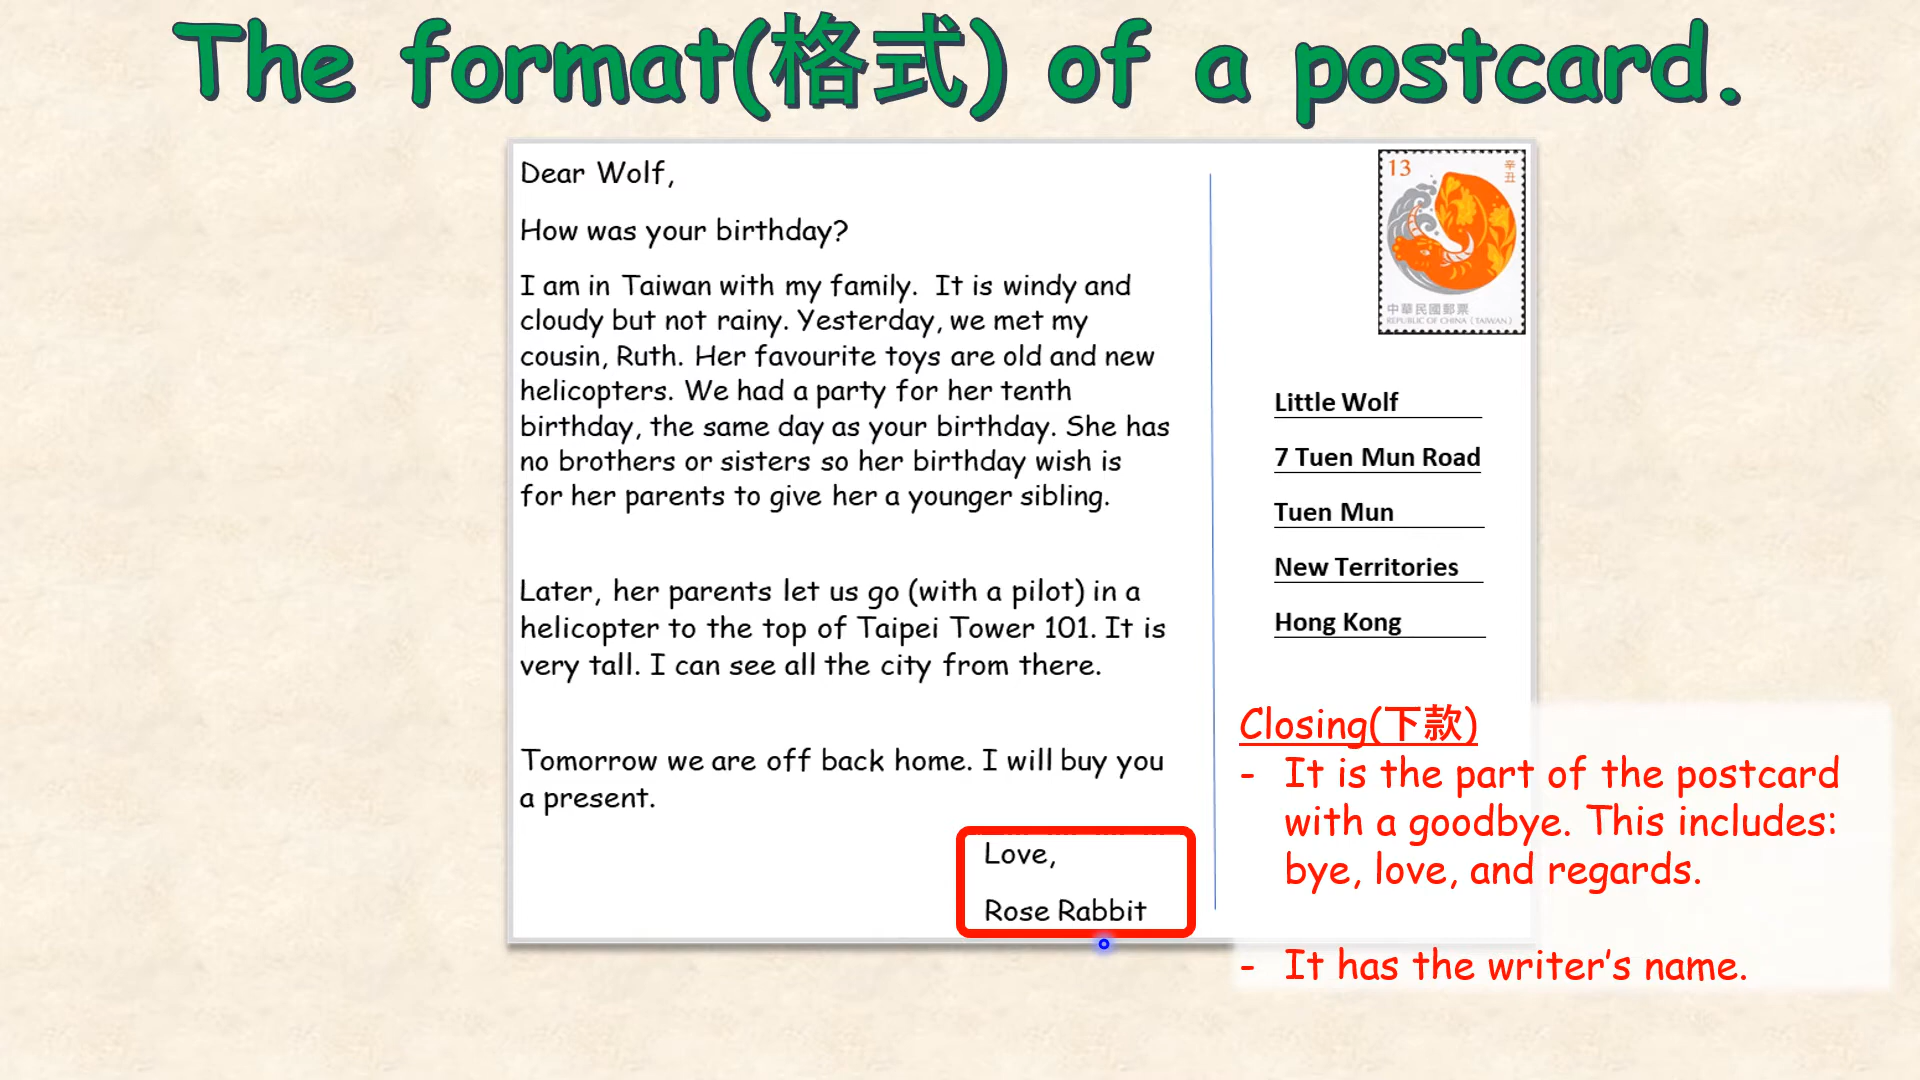 The format(格式) of a postcard.
Dear Wolf,
How was your birthday?
I am in Taiwan with my family.  It is windy and
cloudy but not rainy. Yesterday, we met my
cousin, Ruth. Her favourite toys are old and new
helicopters. We had a party for her tenth
birthday, the same day as your birthday. She has
no brothers or sisters so her birthday wish is
for her parents to give her a younger sibling.
Later, her parents let us go (with a pilot) in a
helicopter to the top of Taipei Tower 101. It is
very tall. I can see all the city from there.
Tomorrow we are off back home. I will buy you
a present.
Love,
Rose Rabbit
13
辛丑
中華民國郵票
REPUBLIC OF CHINA (TAIWAN)
Little Wolf
7 Tuen Mun Road
Tuen Mun
New Territories
Hong Kong
Closing(下款)
- It is the part of the postcard
with a goodbye. This includes:
bye, love, and regards.
- It has the writer's name.